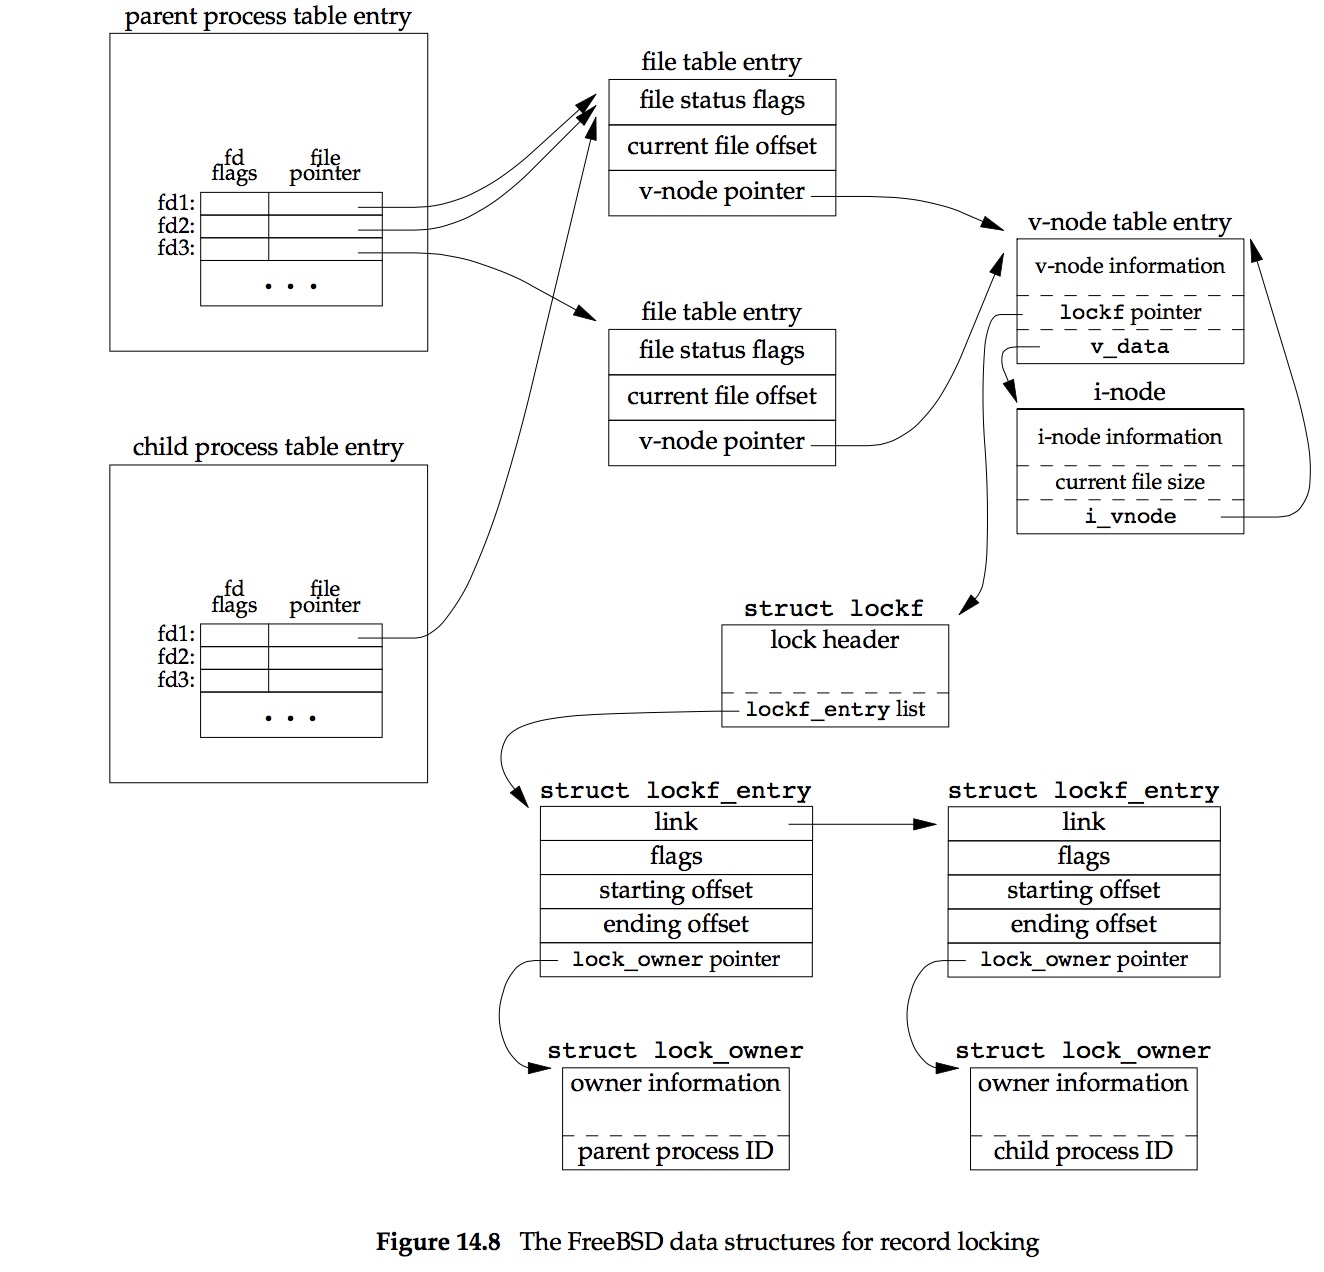 parent process table entry
fd
flags
file
pointer
fd1:
fd2:
fd3:
. . .
child process table entry
fd
flags
file
pointer
fd1:
fd2:
fd3:
. . .
file table entry
file status flags
current file offset
v-node pointer
file table entry
file status flags
current file offset
v-node pointer
v-node table entry
v-node information
lockf pointer
v_data
i-node
i-node information
current file size
i_vnode
struct lockf
lock header
lockf_entry list
struct lockf_entry
link
flags
starting offset
ending offset
lock_owner pointer
struct lockf_entry
link
flags
starting offset
ending offset
lock_owner pointer
struct lock_owner
owner information
parent process ID
struct lock_owner
owner information
child process ID
Figure 14.8 The FreeBSD data structures for record locking